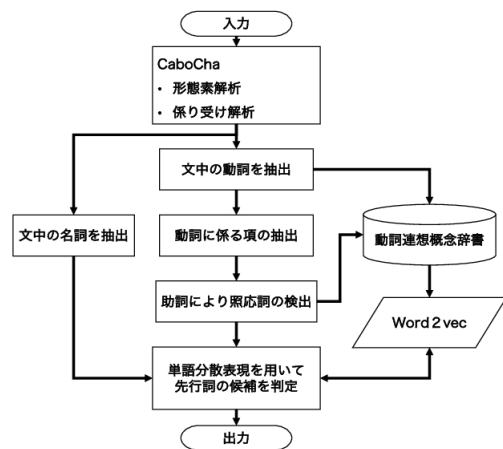 入力
CaboCha
• 形態素解析
• 係り受け解析
文中の動詞を抽出
文中の名詞を抽出
動詞に係る項の抽出
動詞連想概念辞書
助詞により照応詞の検出
Word 2 vec
単語分散表現を用いて
先行詞の候補を判定
出力